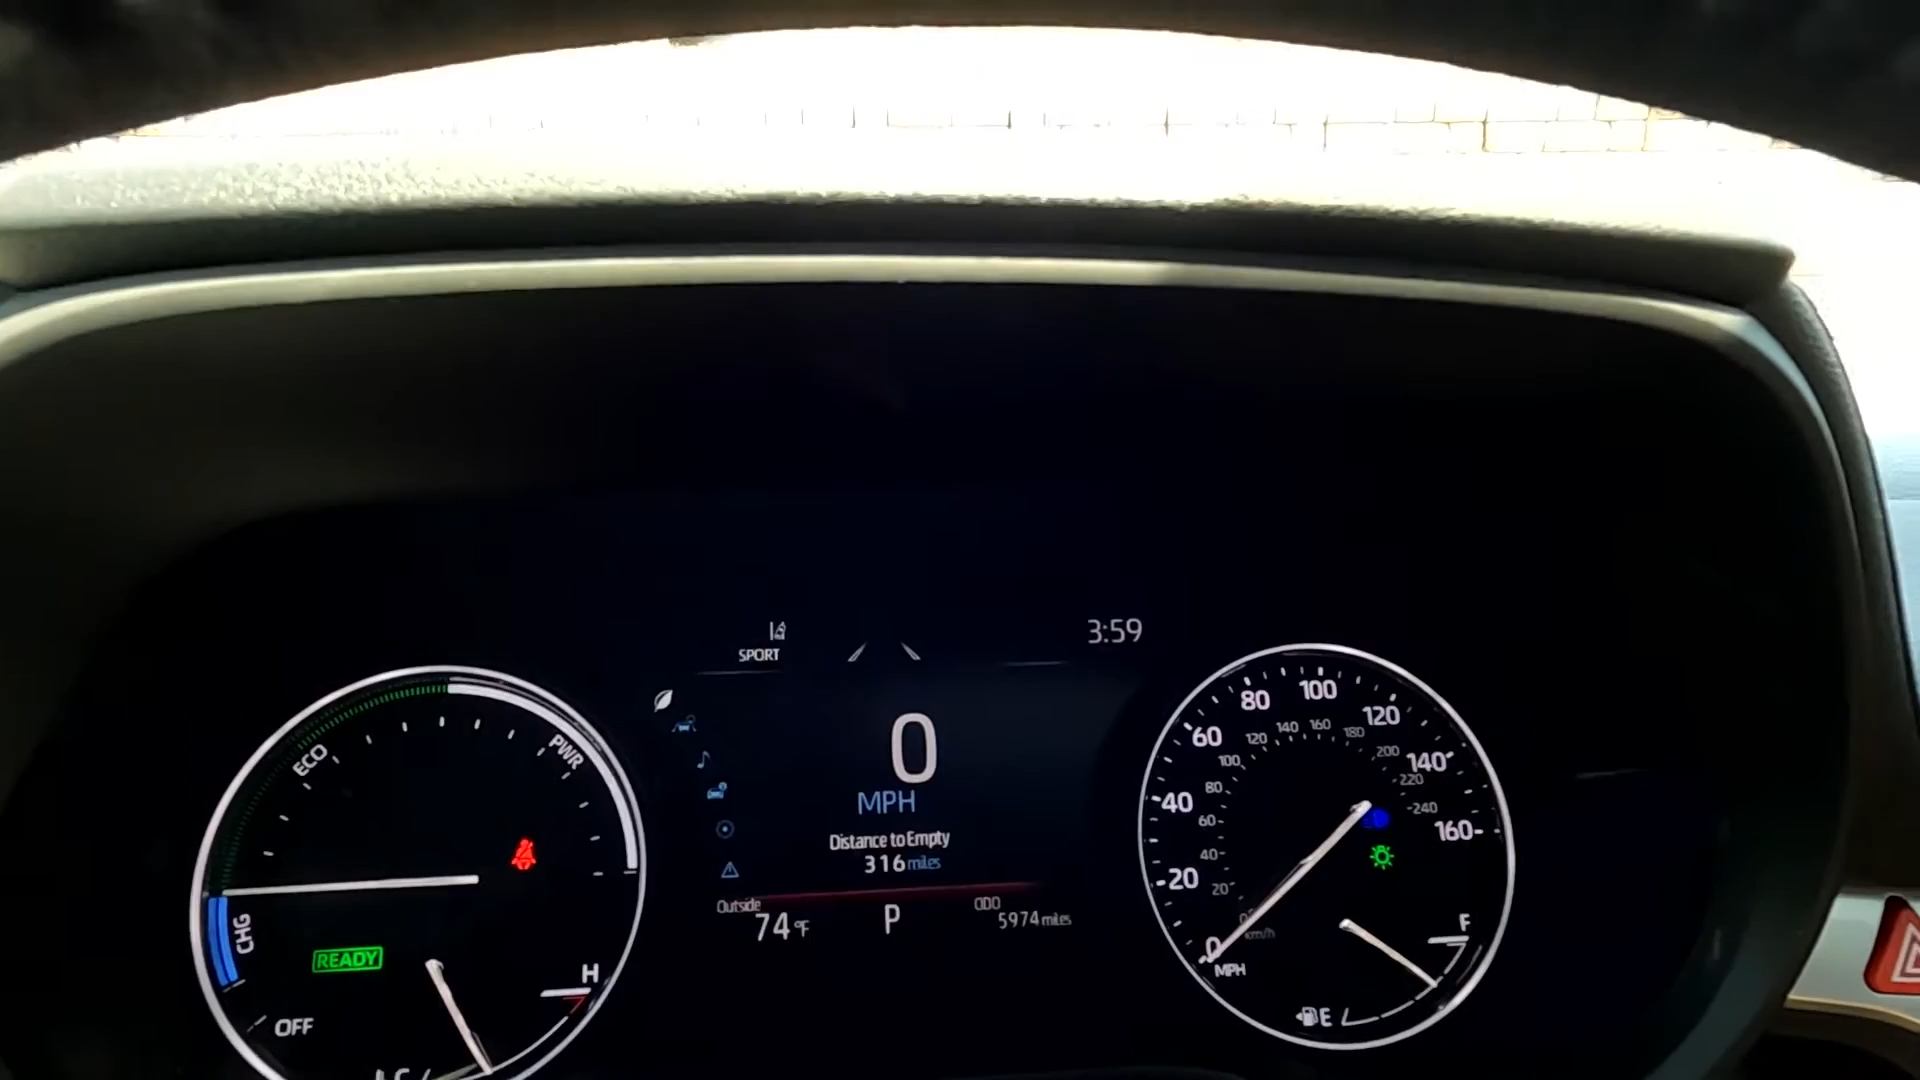 3:59
SPORT
0
MPH
Distance to Empty
316 miles
Outside
74°F
P
ODO
5974 miles
ECO
PWR
CHG
READY
OFF
H
0
20
40
60
80
100
120
140
160
MPH
0
20
40
60
80
100
120
140
160
180
200
220
240
km/h
F
E